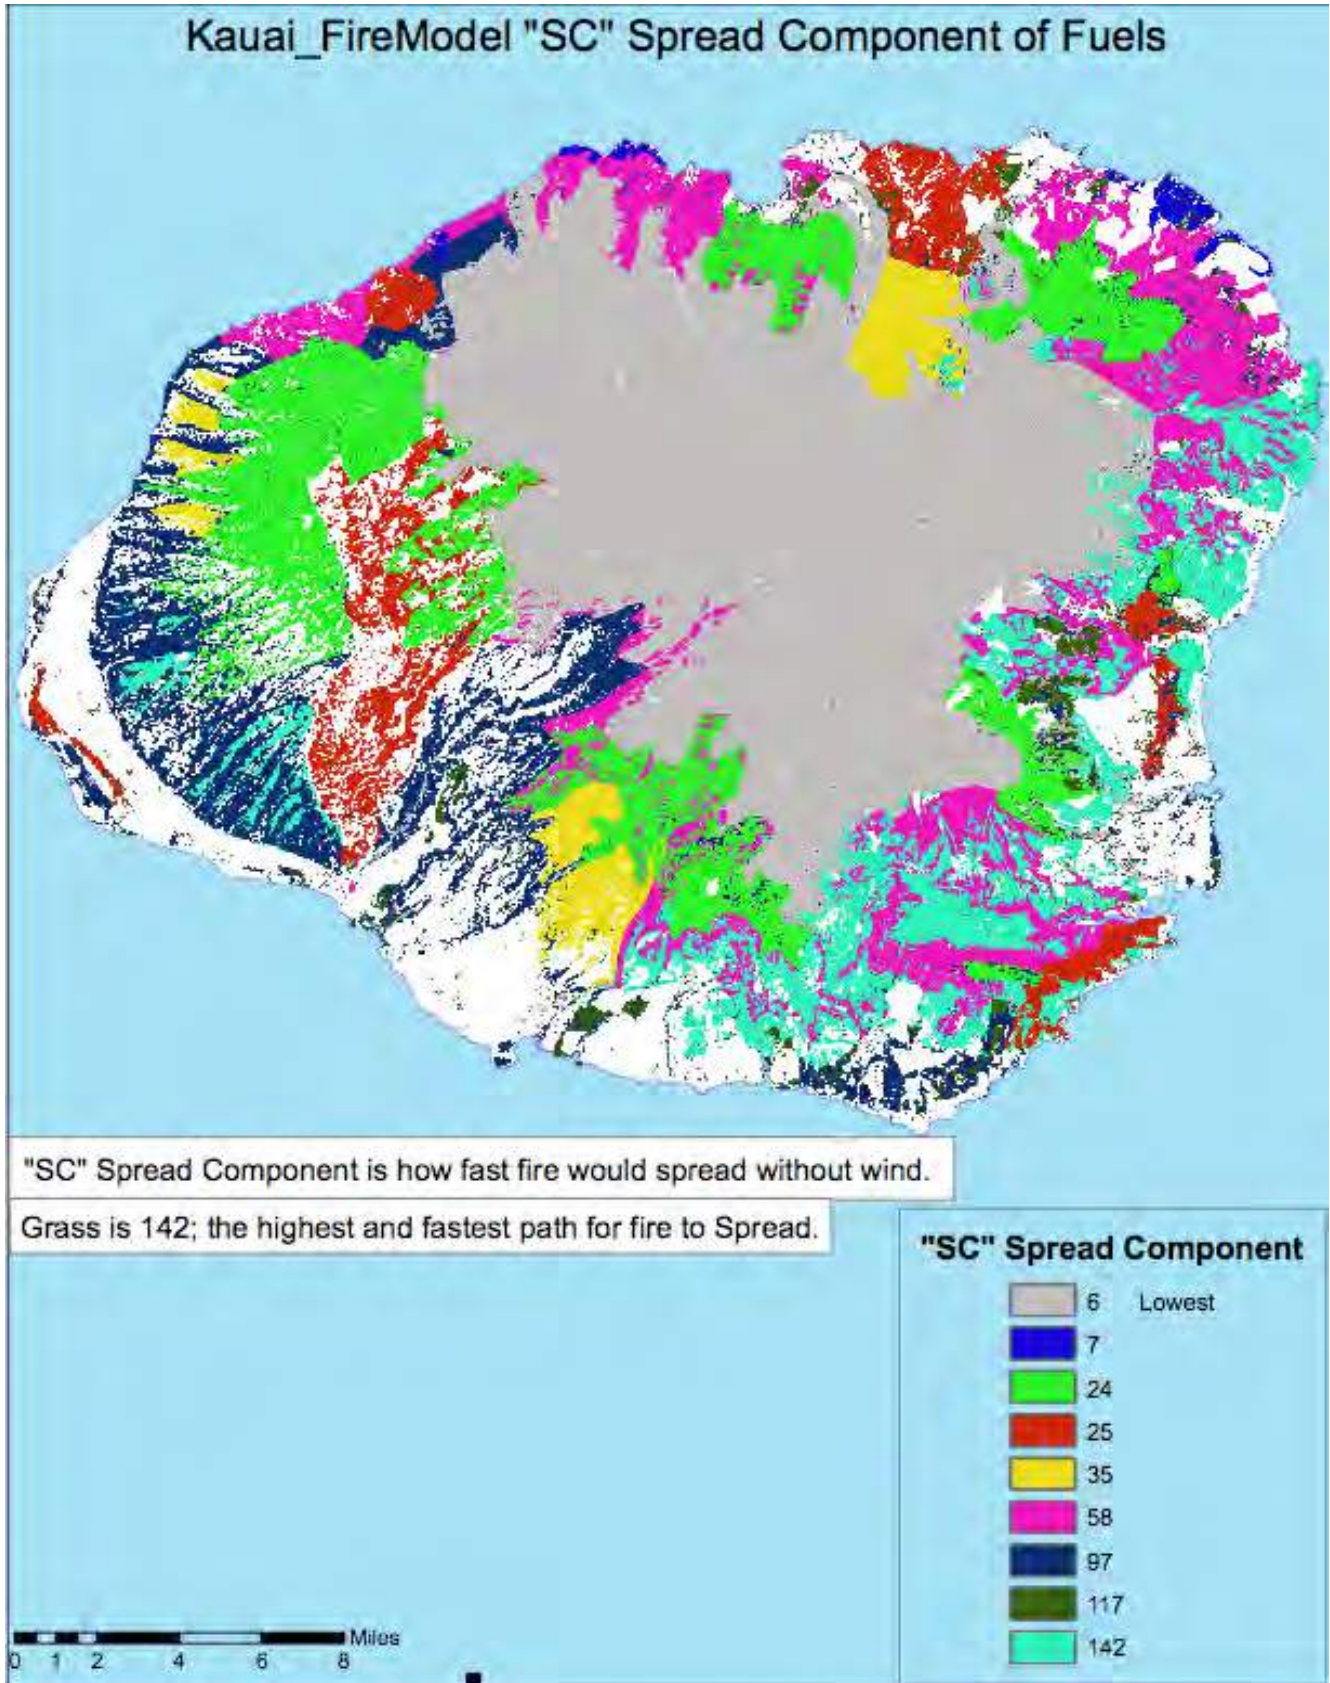 Kauai_FireModel "SC" Spread Component of Fuels
"SC" Spread Component is how fast fire would spread without wind.
Grass is 142; the highest and fastest path for fire to Spread.
"SC" Spread Component
6 Lowest
7
24
25
35
58
97
117
142
Miles
0 1 2 4 6 8